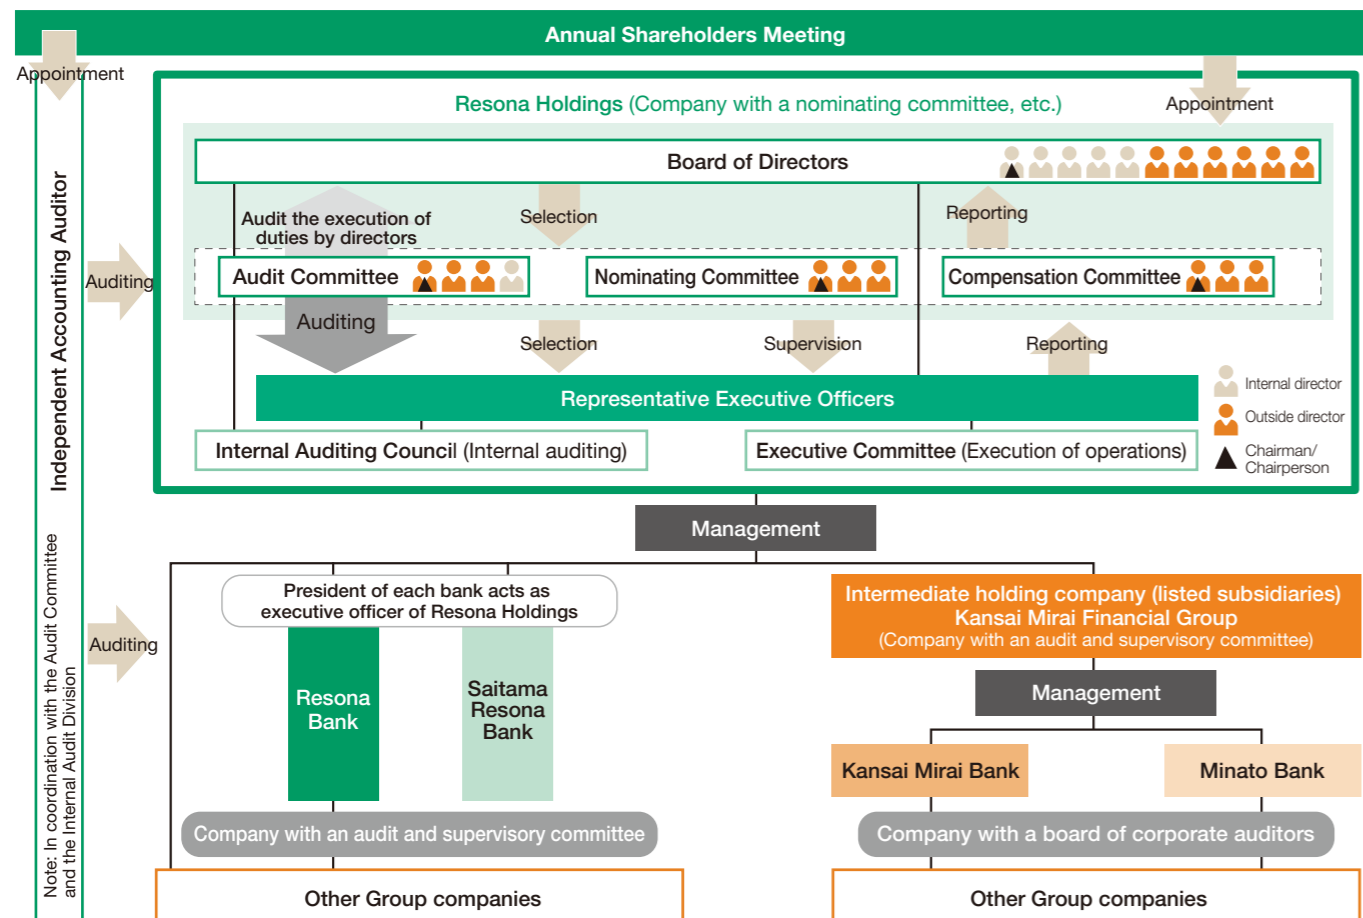 Annual Shareholders Meeting
Appointment
Appointment
Resona Holdings (Company with a nominating committee, etc.)
Board of Directors
Audit the execution of
duties by directors
Selection
Reporting
Independent Accounting Auditor
Auditing
Audit Committee
Nominating Committee
Compensation Committee
Auditing
Selection
Supervision
Reporting
Representative Executive Officers
Internal director
Outside director
Chairman/
Chairperson
Internal Auditing Council (Internal auditing)
Executive Committee (Execution of operations)
Management
President of each bank acts as
executive officer of Resona Holdings
Intermediate holding company (listed subsidiaries)
Kansai Mirai Financial Group
(Company with an audit and supervisory committee)
Note: In coordination with the Audit Committee
and the Internal Audit Division
Auditing
Resona
Bank
Saitama
Resona
Bank
Management
Kansai Mirai Bank
Minato Bank
Company with an audit and supervisory committee
Company with a board of corporate auditors
Other Group companies
Other Group companies